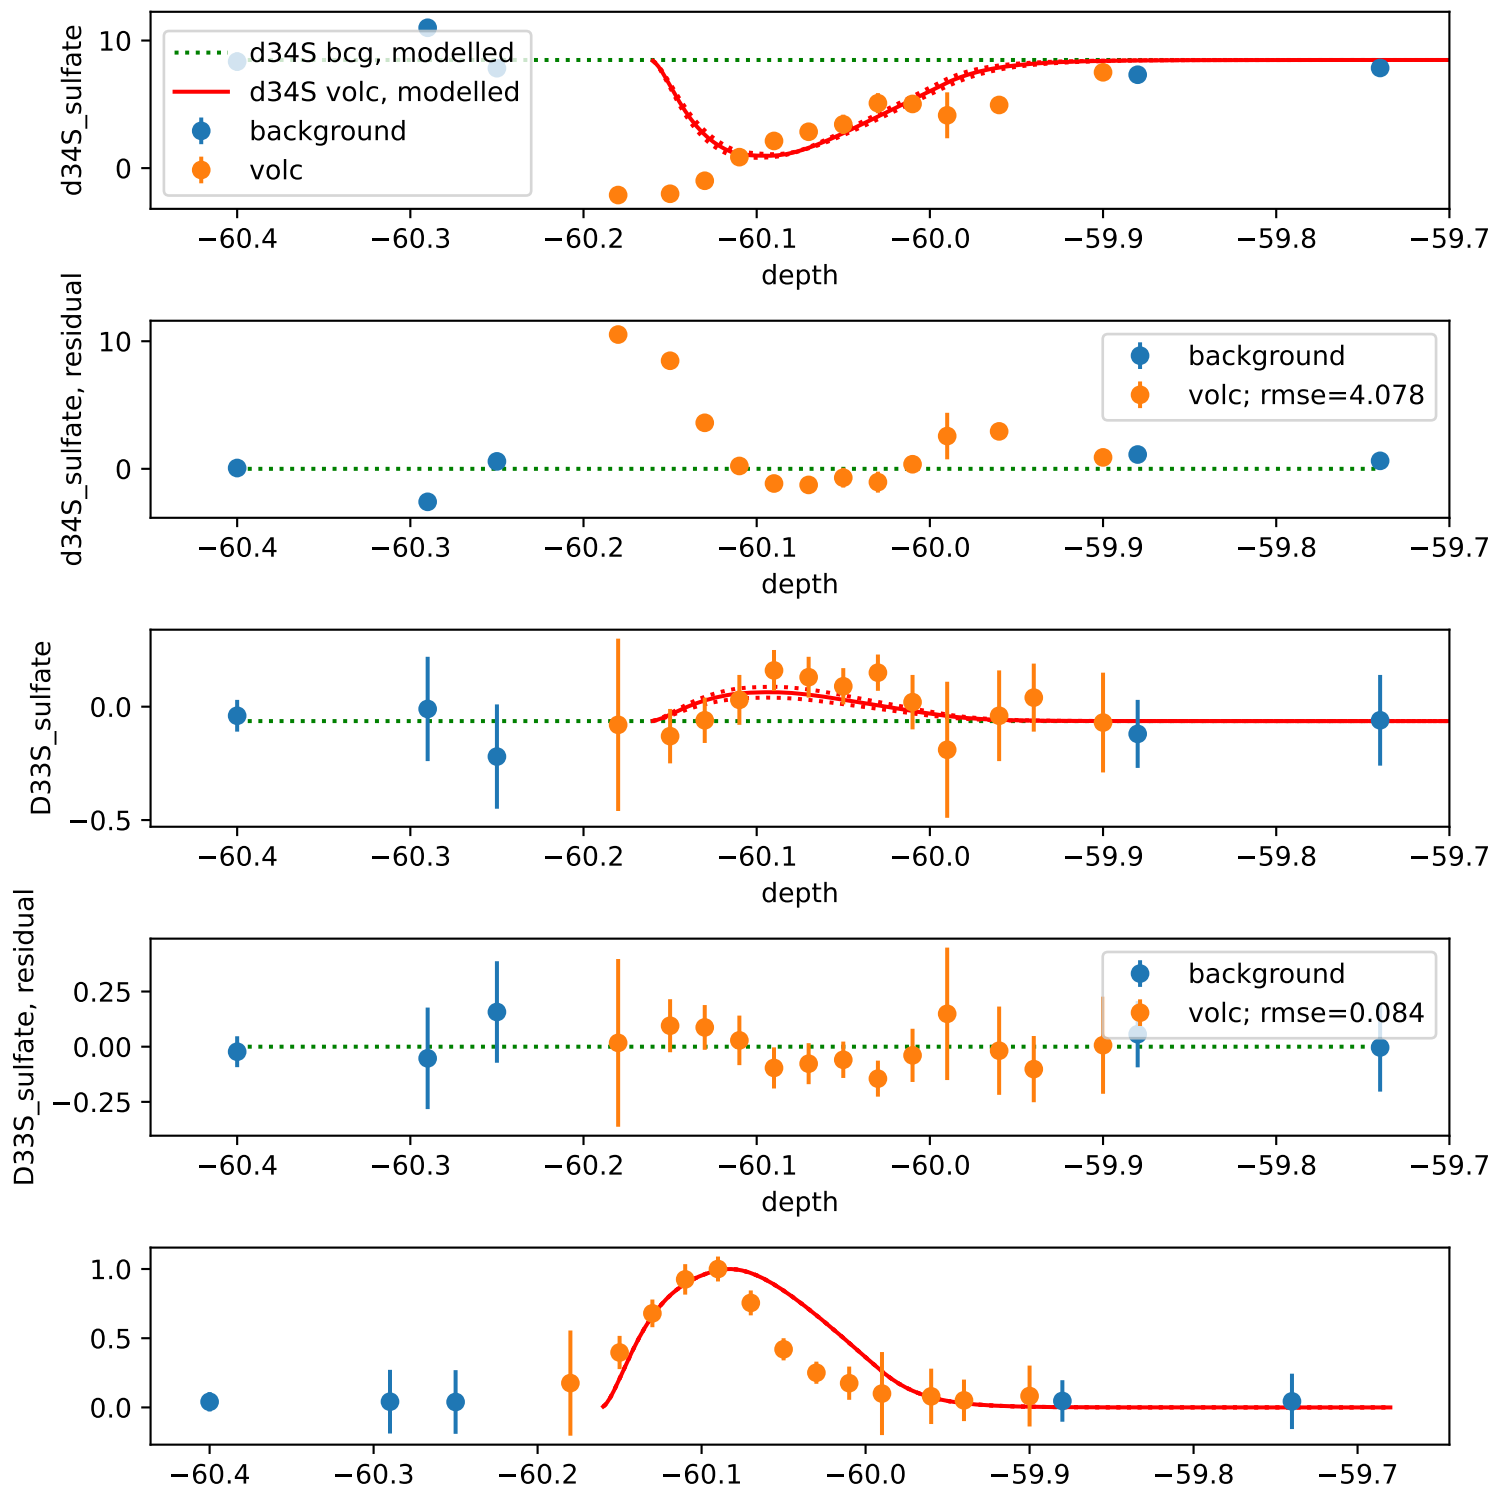 d34S_sulfate
10
0
d34S bcg, modelled
d34S volc, modelled
background
volc
−60.4 −60.3 −60.2 −60.1 −60.0 −59.9 −59.8 −59.7
depth
d34S_sulfate, residual
10
0
background
volc; rmse=4.078
−60.4 −60.3 −60.2 −60.1 −60.0 −59.9 −59.8 −59.7
depth
D33S_sulfate
0.0
−0.5
−60.4 −60.3 −60.2 −60.1 −60.0 −59.9 −59.8 −59.7
depth
D33S_sulfate, residual
0.25
0.00
−0.25
background
volc; rmse=0.084
−60.4 −60.3 −60.2 −60.1 −60.0 −59.9 −59.8 −59.7
depth
1.0
0.5
0.0
−60.4 −60.3 −60.2 −60.1 −60.0 −59.9 −59.8 −59.7